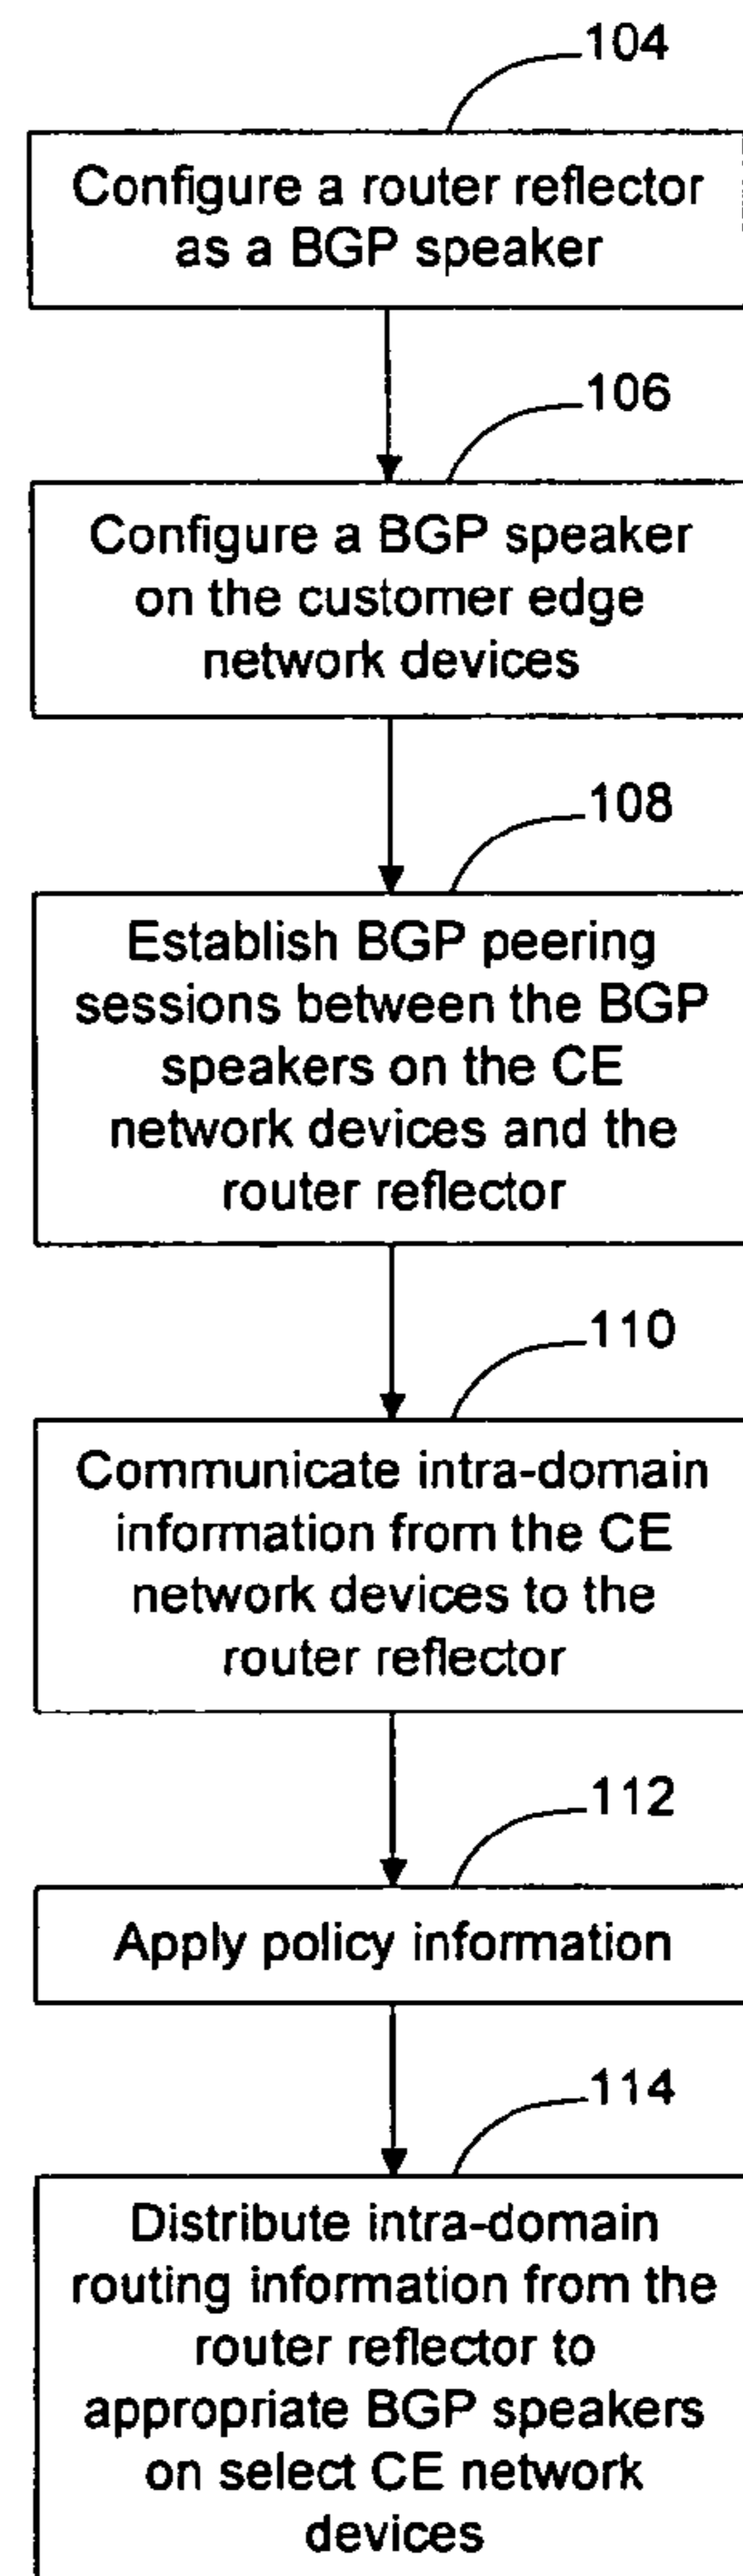 104
Configure a router reflector
as a BGP speaker
106
Configure a BGP speaker
on the customer edge
network devices
108
Establish BGP peering
sessions between the BGP
speakers on the CE
network devices and the
router reflector
110
Communicate intra-domain
information from the CE
network devices to the
router reflector
112
Apply policy information
114
Distribute intra-domain
routing information from the
router reflector to
appropriate BGP speakers
on select CE network
devices